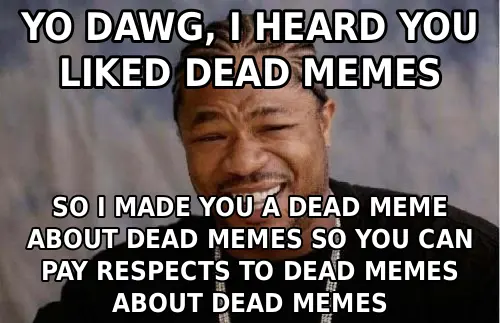 YO DAWG, I HEARD YOU
LIKED DEAD MEMES
SO I MADE YOU A DEAD MEME
ABOUT DEAD MEMES SO YOU CAN
PAY RESPECTS TO DEAD MEMES
ABOUT DEAD MEMES